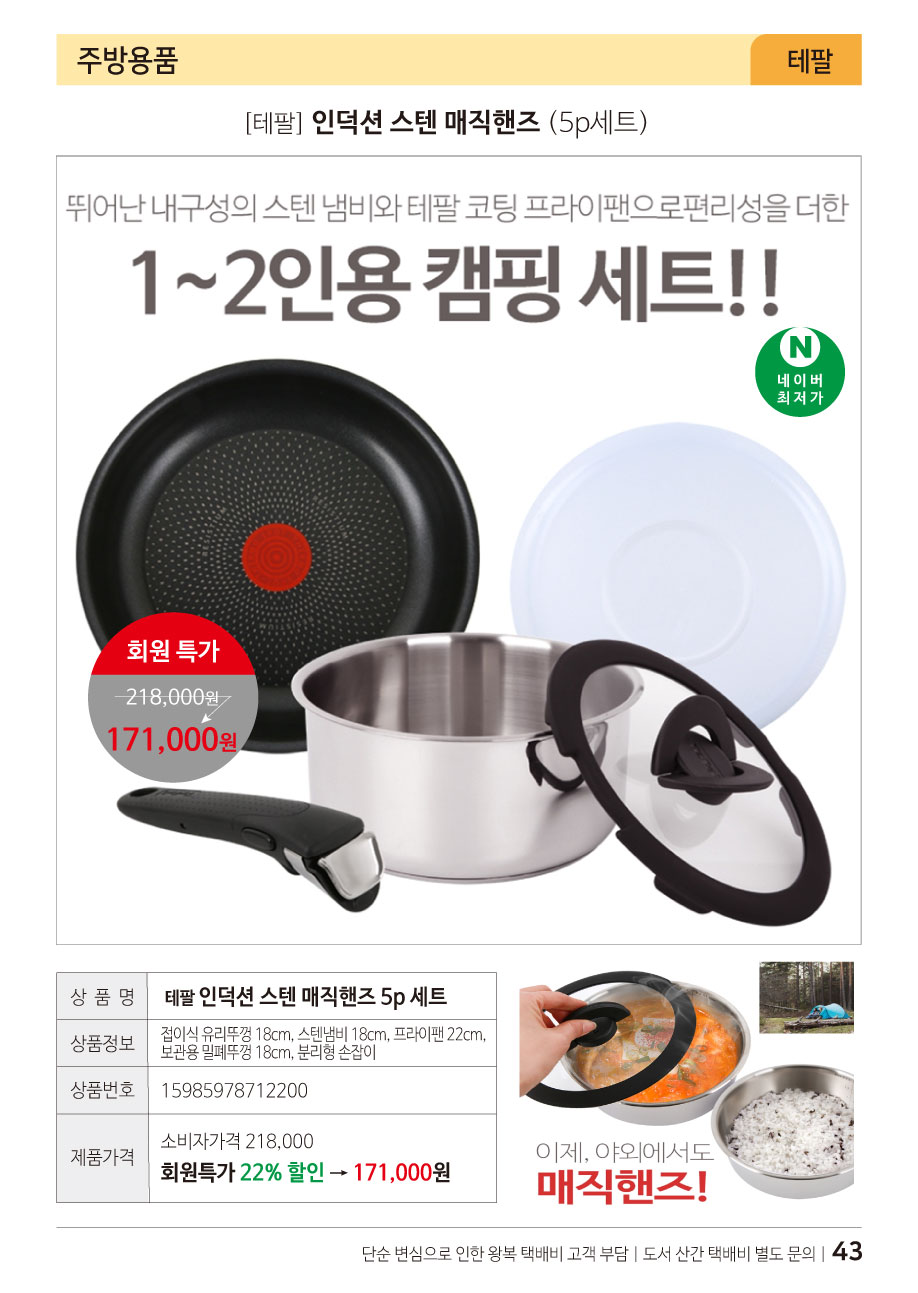 주방용품
테팔
[테팔] 인덕션 스텐 매직핸즈 (5p세트)
뛰어난 내구성의 스텐 냄비와 테팔 코팅 프라이팬으로편리성을 더한
1~2인용 캠핑 세트!!
N
네이버
최저가
회원 특가
218,000원
171,000원
상 품 명
테팔 인덕션 스텐 매직핸즈 5p 세트
상품정보
접이식 유리뚜껑 18cm, 스텐냄비 18cm, 프라이팬 22cm,
보관용 밀폐뚜껑 18cm, 분리형 손잡이
상품번호
15985978712200
제품가격
소비자가격 218,000
회원특가 22% 할인 → 171,000원
이제, 야외에서도
매직핸즈!
단순 변심으로 인한 왕복 택배비 고객 부담 | 도서 산간 택배비 별도 문의 | 43